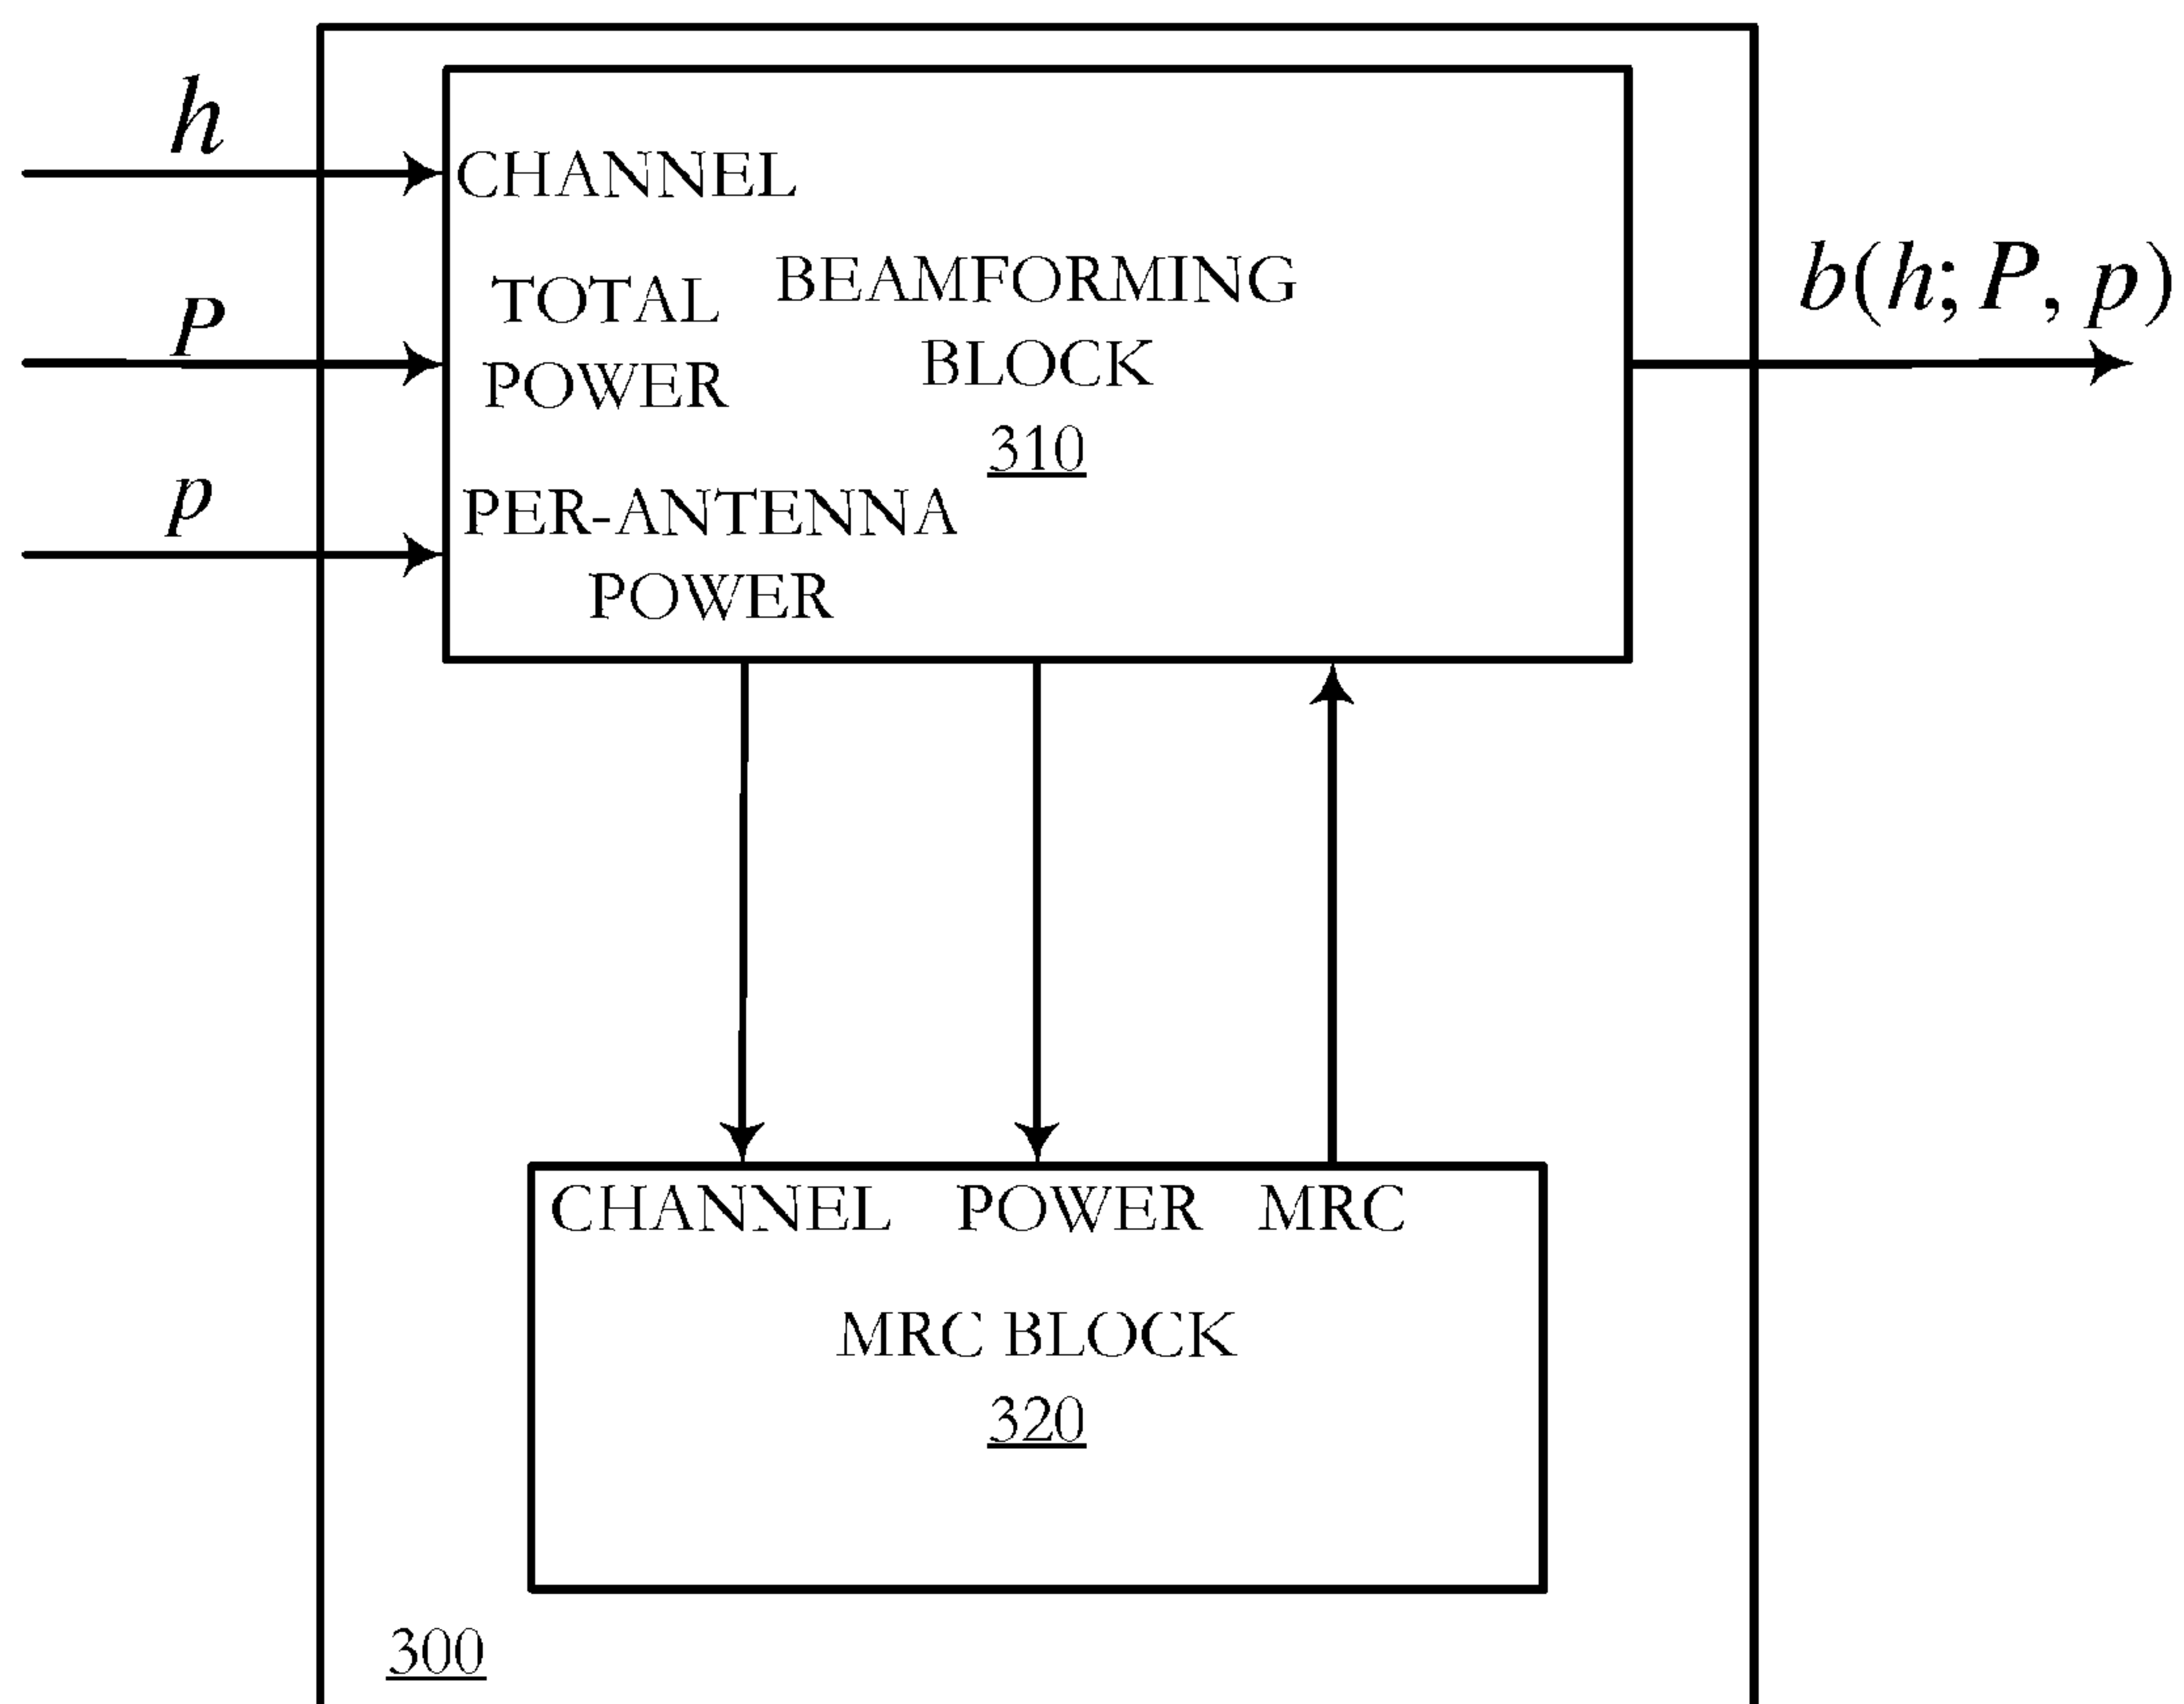 h
CHANNEL
P
TOTAL
POWER
p
PER-ANTENNA
POWER
BEAMFORMING
BLOCK
310
b(h; P, p)
CHANNEL POWER MRC
MRC BLOCK
320
300